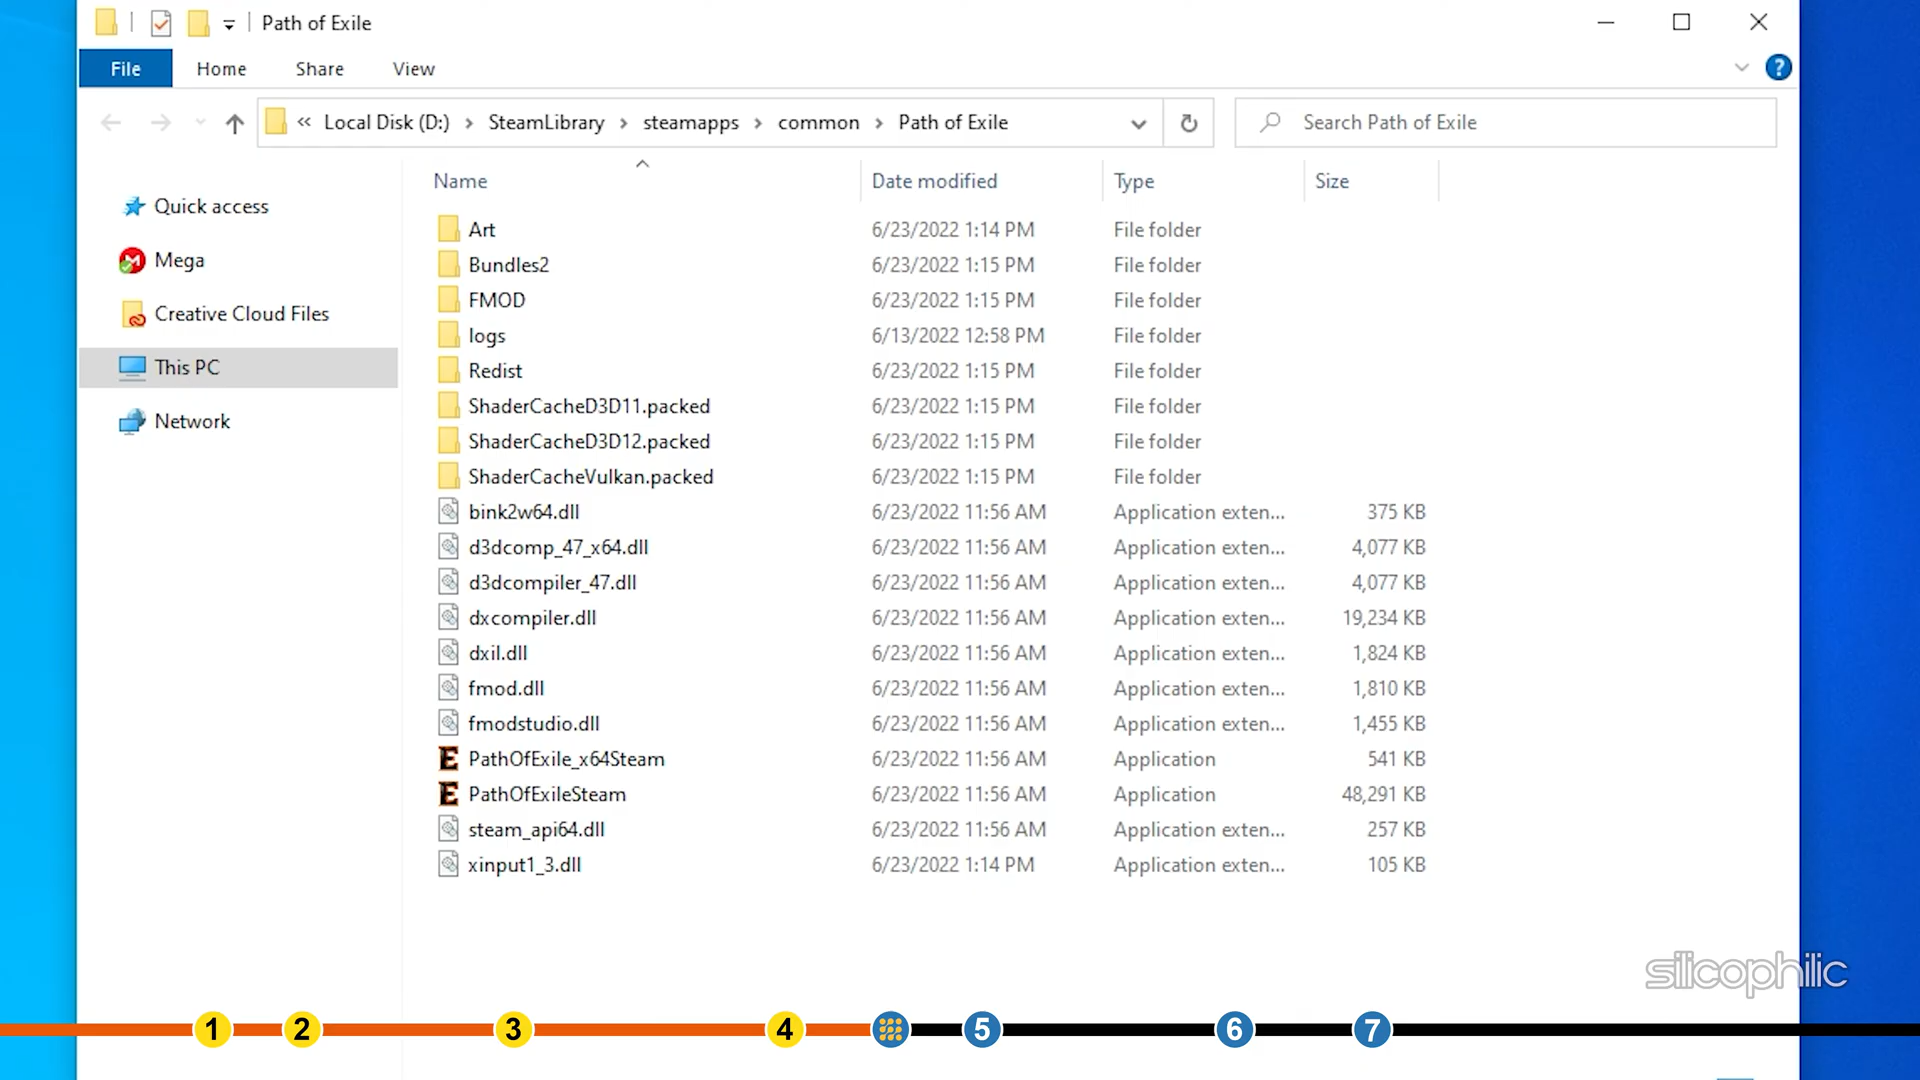 Path of Exile
File Home Share View
« Local Disk (D:) › SteamLibrary › steamapps › common › Path of Exile
Search Path of Exile
Quick access
Mega
Creative Cloud Files
This PC
Network
Name Date modified Type Size
Art 6/23/2022 1:14 PM File folder
Bundles2 6/23/2022 1:15 PM File folder
FMOD 6/23/2022 1:15 PM File folder
logs 6/13/2022 12:58 PM File folder
Redist 6/23/2022 1:15 PM File folder
ShaderCacheD3D11.packed 6/23/2022 1:15 PM File folder
ShaderCacheD3D12.packed 6/23/2022 1:15 PM File folder
ShaderCacheVulkan.packed 6/23/2022 1:15 PM File folder
bink2w64.dll 6/23/2022 11:56 AM Application exten... 375 KB
d3dcomp_47_x64.dll 6/23/2022 11:56 AM Application exten... 4,077 KB
d3dcompiler_47.dll 6/23/2022 11:56 AM Application exten... 4,077 KB
dxcompiler.dll 6/23/2022 11:56 AM Application exten... 19,234 KB
dxil.dll 6/23/2022 11:56 AM Application exten... 1,824 KB
fmod.dll 6/23/2022 11:56 AM Application exten... 1,810 KB
fmodstudio.dll 6/23/2022 11:56 AM Application exten... 1,455 KB
PathOfExile_x64Steam 6/23/2022 11:56 AM Application 541 KB
PathOfExileSteam 6/23/2022 11:56 AM Application 48,291 KB
steam_api64.dll 6/23/2022 11:56 AM Application exten... 257 KB
xinput1_3.dll 6/23/2022 1:14 PM Application exten... 105 KB
silicophilic
1 2 3 4 5 6 7